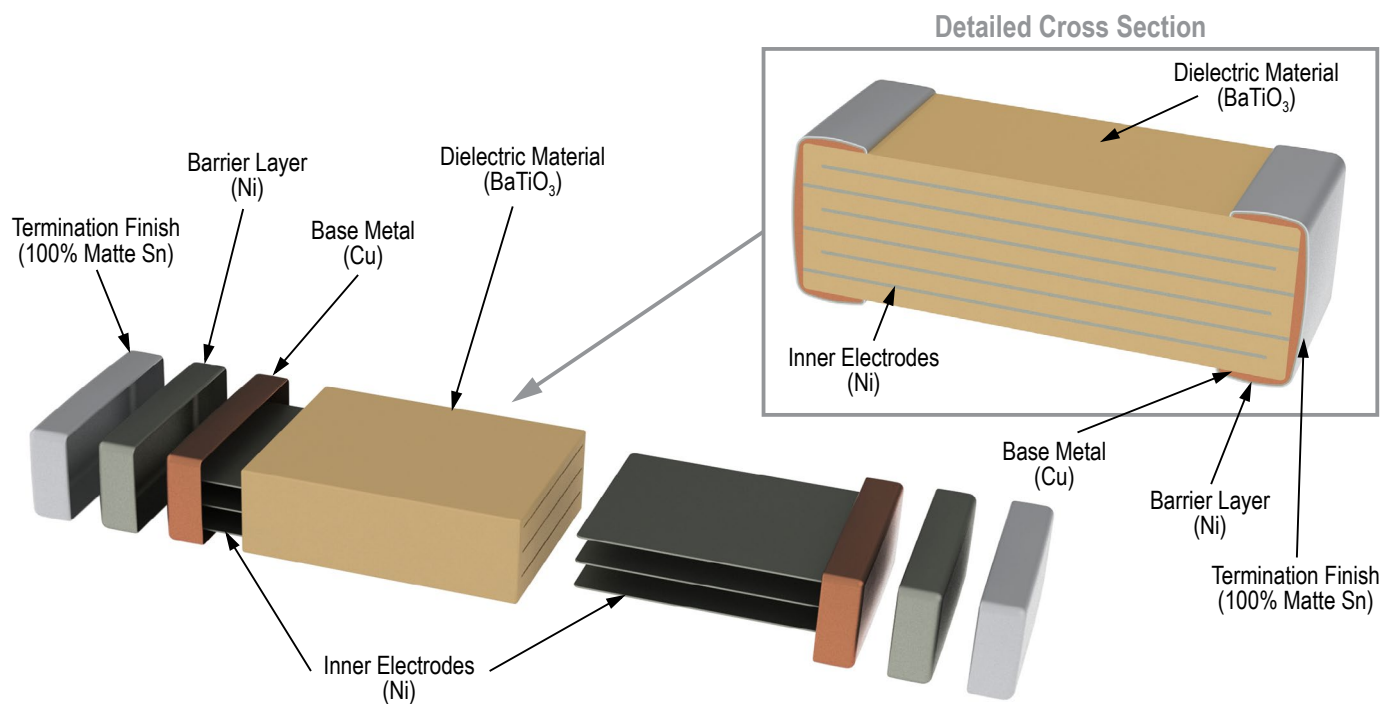 Detailed Cross Section
Dielectric Material
(BaTiO₃)
Inner Electrodes
(Ni)
Base Metal
(Cu)
Barrier Layer
(Ni)
Termination Finish
(100% Matte Sn)
Termination Finish
(100% Matte Sn)
Barrier Layer
(Ni)
Base Metal
(Cu)
Dielectric Material
(BaTiO₃)
Inner Electrodes
(Ni)